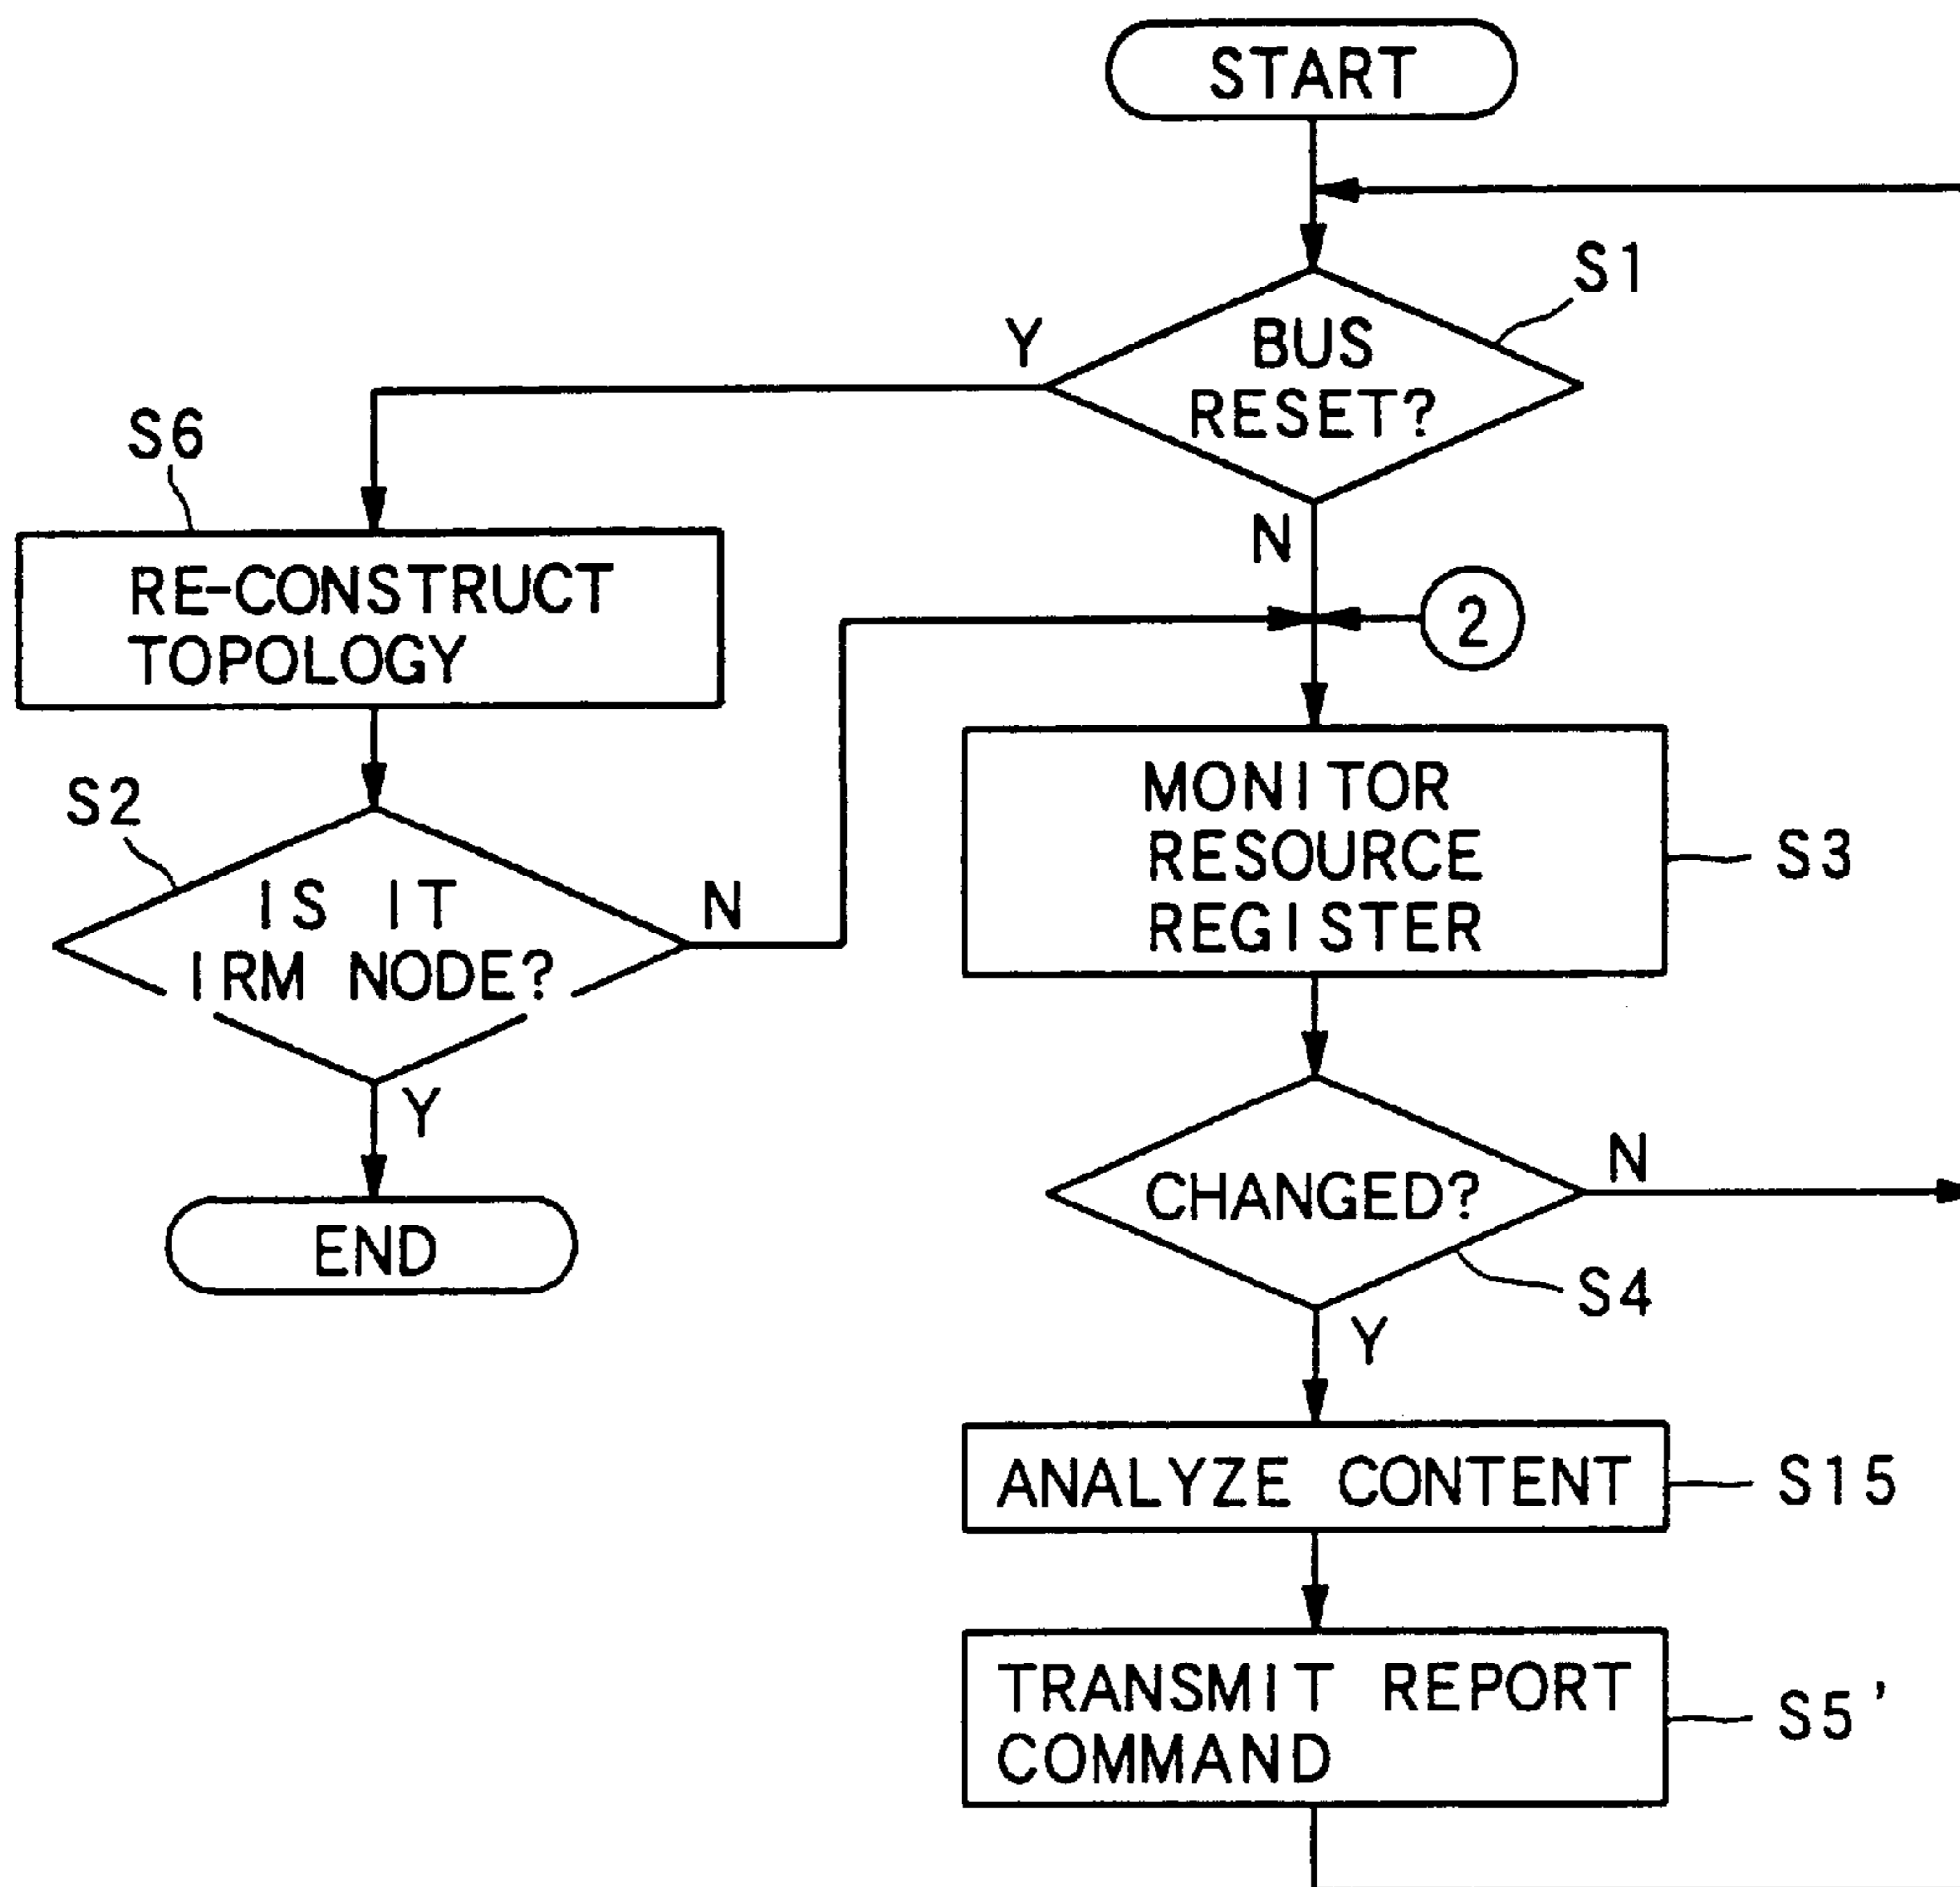 START
S1
BUS
RESET?
Y
N
S6
RE-CONSTRUCT
TOPOLOGY
2
S2
IS IT
IRM NODE?
N
Y
END
MONITOR
RESOURCE
REGISTER
S3
CHANGED?
N
S4
Y
ANALYZE CONTENT
S15
TRANSMIT REPORT
COMMAND
S5'